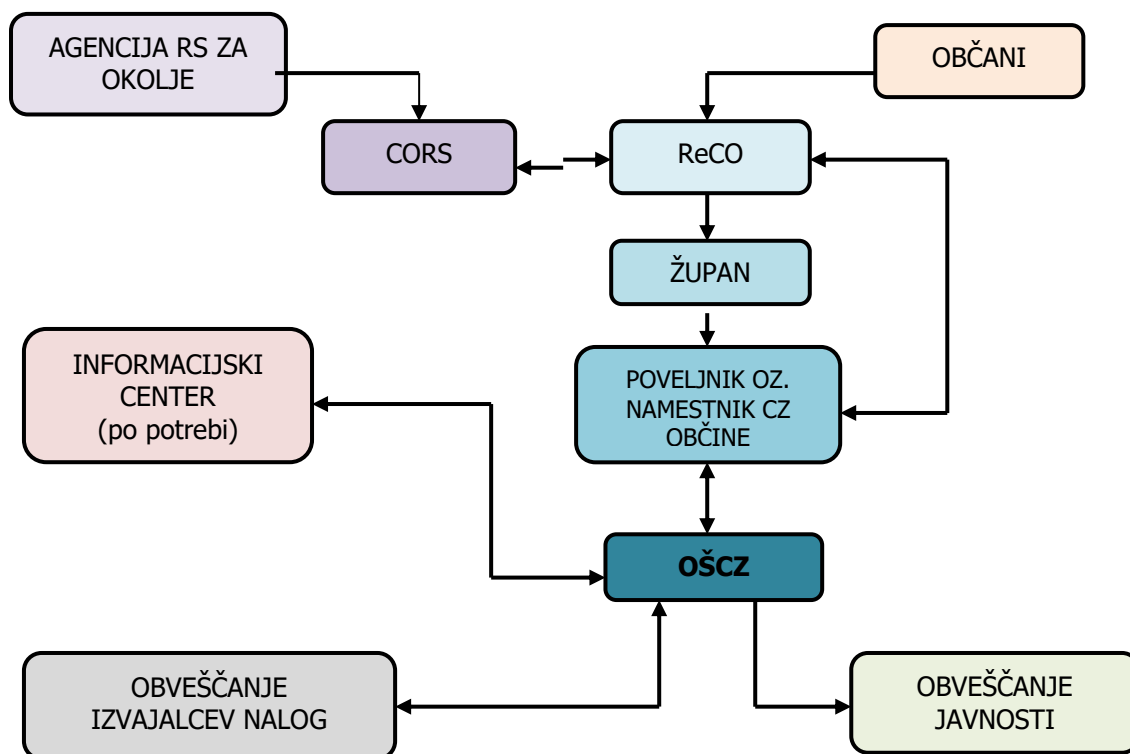 AGENCIJA RS ZA
OKOLJE
OBČANI
CORS
ReCO
ŽUPAN
INFORMACIJSKI
CENTER
(po potrebi)
POVELJNIK OZ.
NAMESTNIK CZ
OBČINE
OŠCZ
OBVEŠČANJE
IZVAJALCEV NALOG
OBVEŠČANJE
JAVNOSTI